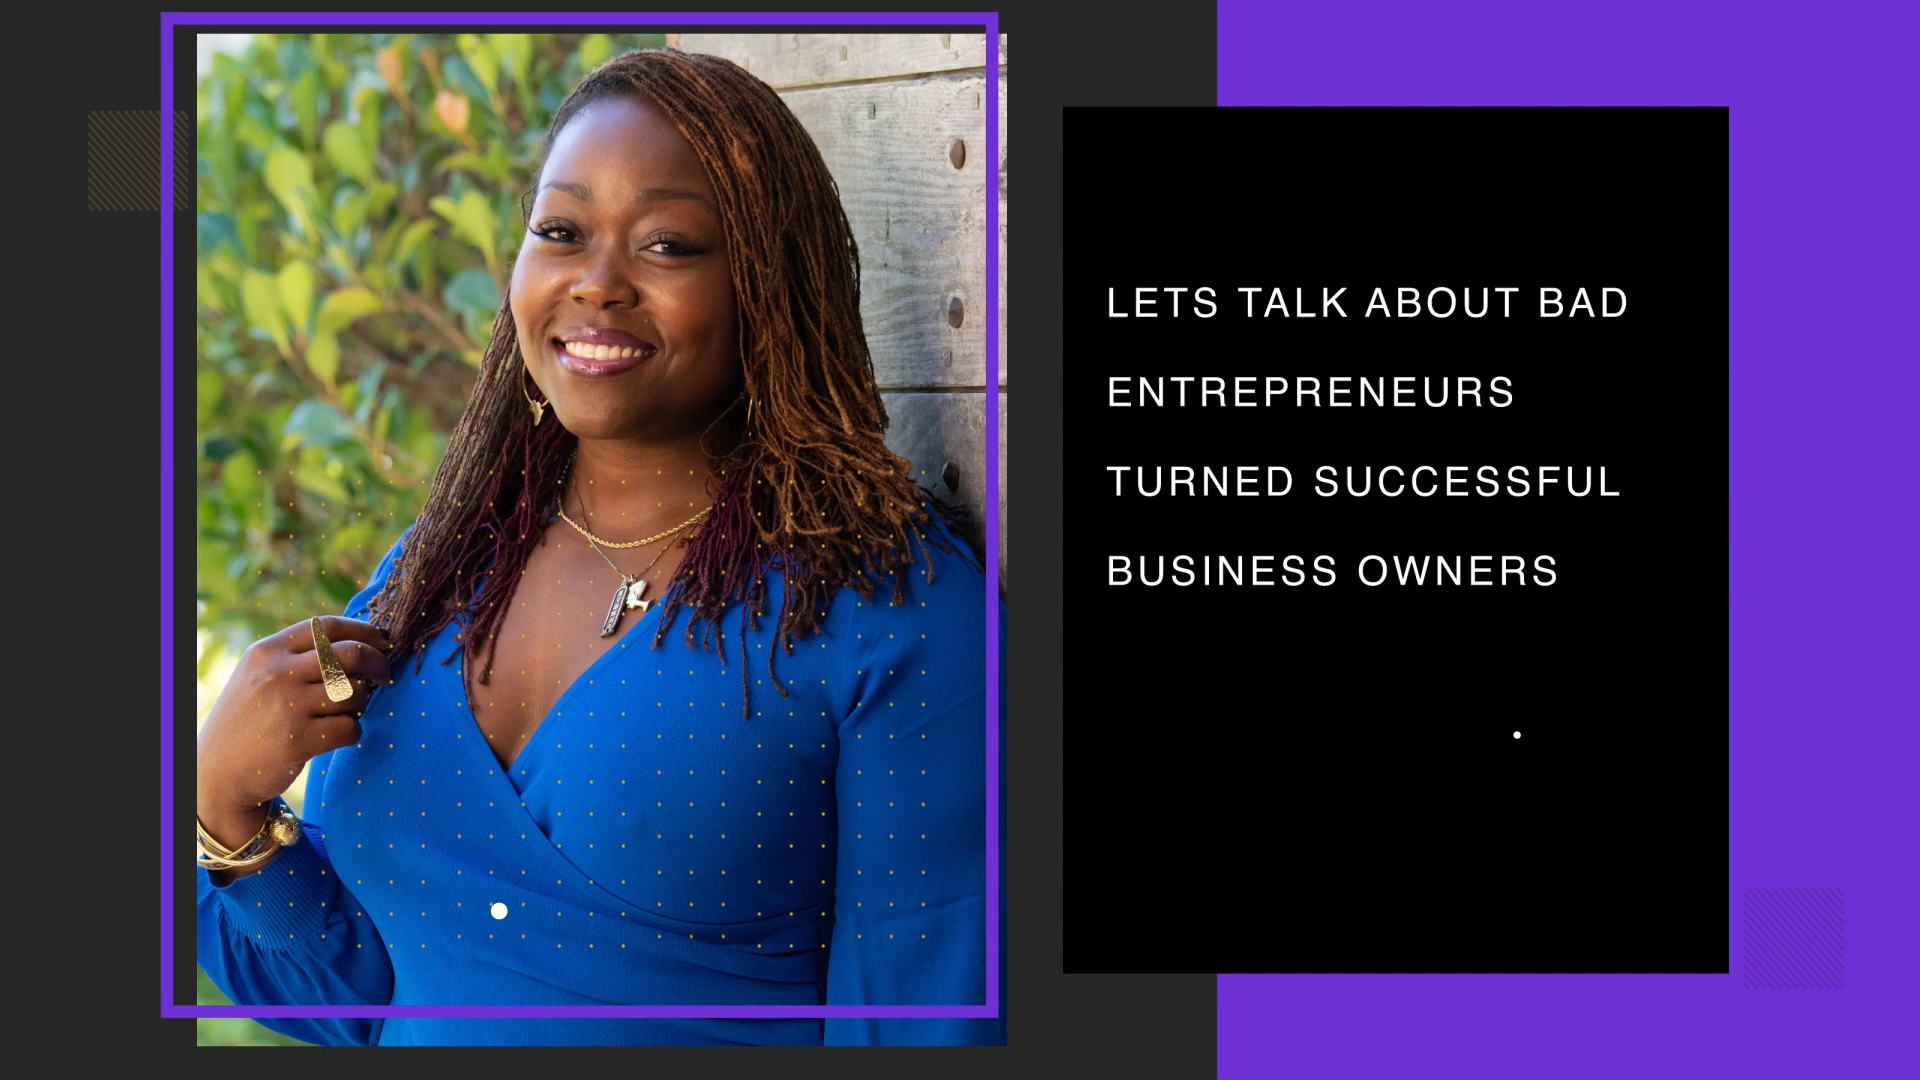 LETS TALK ABOUT BAD
ENTREPRENEURS
TURNED SUCCESSFUL
BUSINESS OWNERS